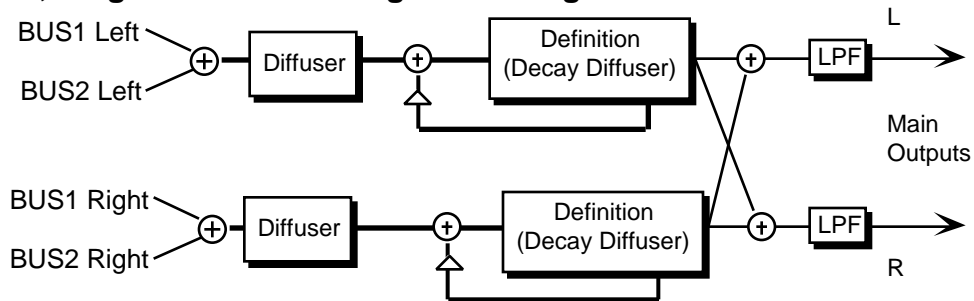 BUS1 Left
BUS2 Left
Diffuser
Definition
(Decay Diffuser)
LPF
L
Main
Outputs
BUS1 Right
BUS2 Right
Diffuser
Definition
(Decay Diffuser)
LPF
R